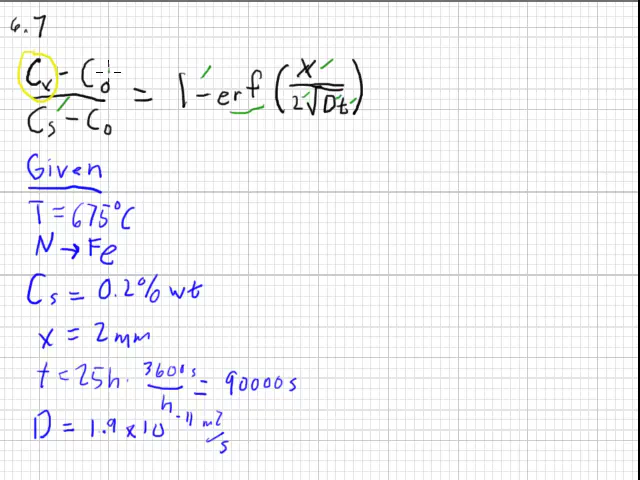 6.7
Cx - C0 / Cs - C0 = 1 - erf ( x / 2√Dt )
Given
T = 675°C
N → Fe
Cs = 0.2% wt
x = 2mm
t = 25h · 3600s / h = 90000s
D = 1.9 x 10^-11 m2/s